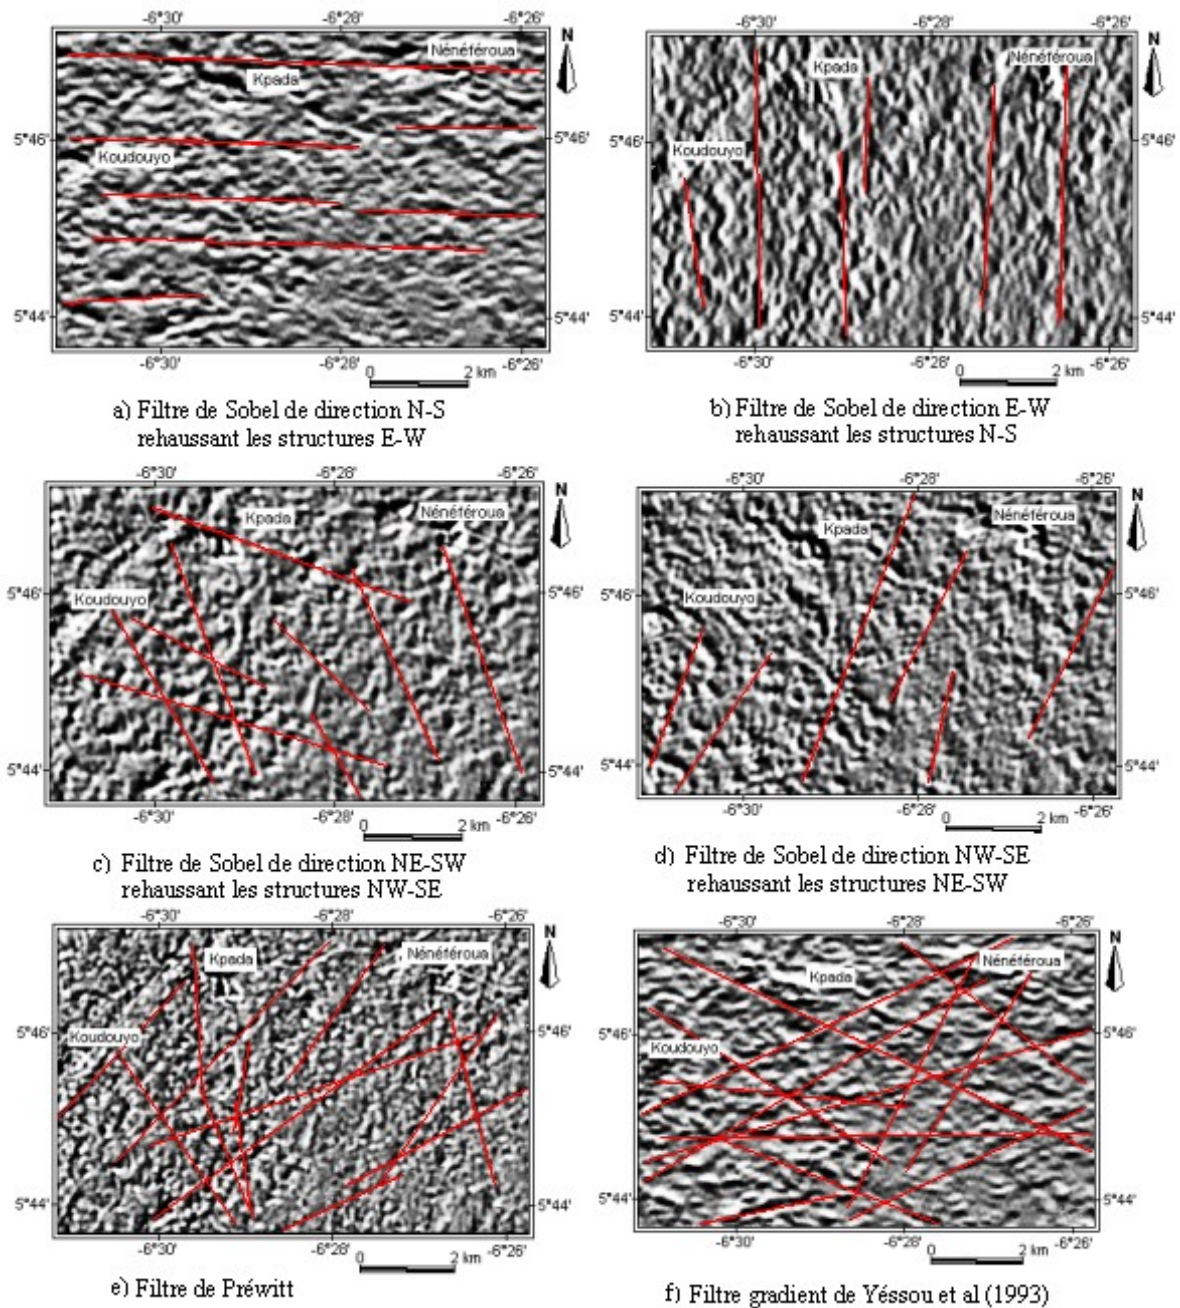 -6°30' -6°28' -6°26'
N
Nénéféroua
Kpada
5°46' 5°46'
Koudouyo
5°44' 5°44'
-6°30' -6°28' -6°26'
0 2 km
a) Filtre de Sobel de direction N-S
rehaussant les structures E-W
-6°30' -6°28' -6°26'
N
Nénéféroua
Kpada
5°46' 5°46'
Koudouyo
5°44' 5°44'
-6°30' -6°28' -6°26'
0 2 km
b) Filtre de Sobel de direction E-W
rehaussant les structures N-S
-6°30' -6°28' -6°26'
N
Kpada Nénéféroua
5°46' 5°46'
Koudouyo
5°44' 5°44'
-6°30' -6°28' -6°26'
0 2 km
c) Filtre de Sobel de direction NE-SW
rehaussant les structures NW-SE
-6°30' -6°28' -6°26'
N
Nénéféroua
Kpada
5°46' 5°46'
Koudouyo
5°44' 5°44'
-6°30' -6°28' -6°26'
0 2 km
d) Filtre de Sobel de direction NW-SE
rehaussant les structures NE-SW
-6°30' -6°28' -6°26'
N
Kpada Nénéféroua
5°46' 5°46'
Koudouyo
5°44' 5°44'
-6°30' -6°28' -6°26'
0 2 km
e) Filtre de Préwitt
-6°30' -6°28' -6°26'
N
Nénéféroua
Kpada
5°46' 5°46'
Koudouyo
5°44' 5°44'
-6°30' -6°28' -6°26'
0 2 km
f) Filtre gradient de Yéssou et al (1993)